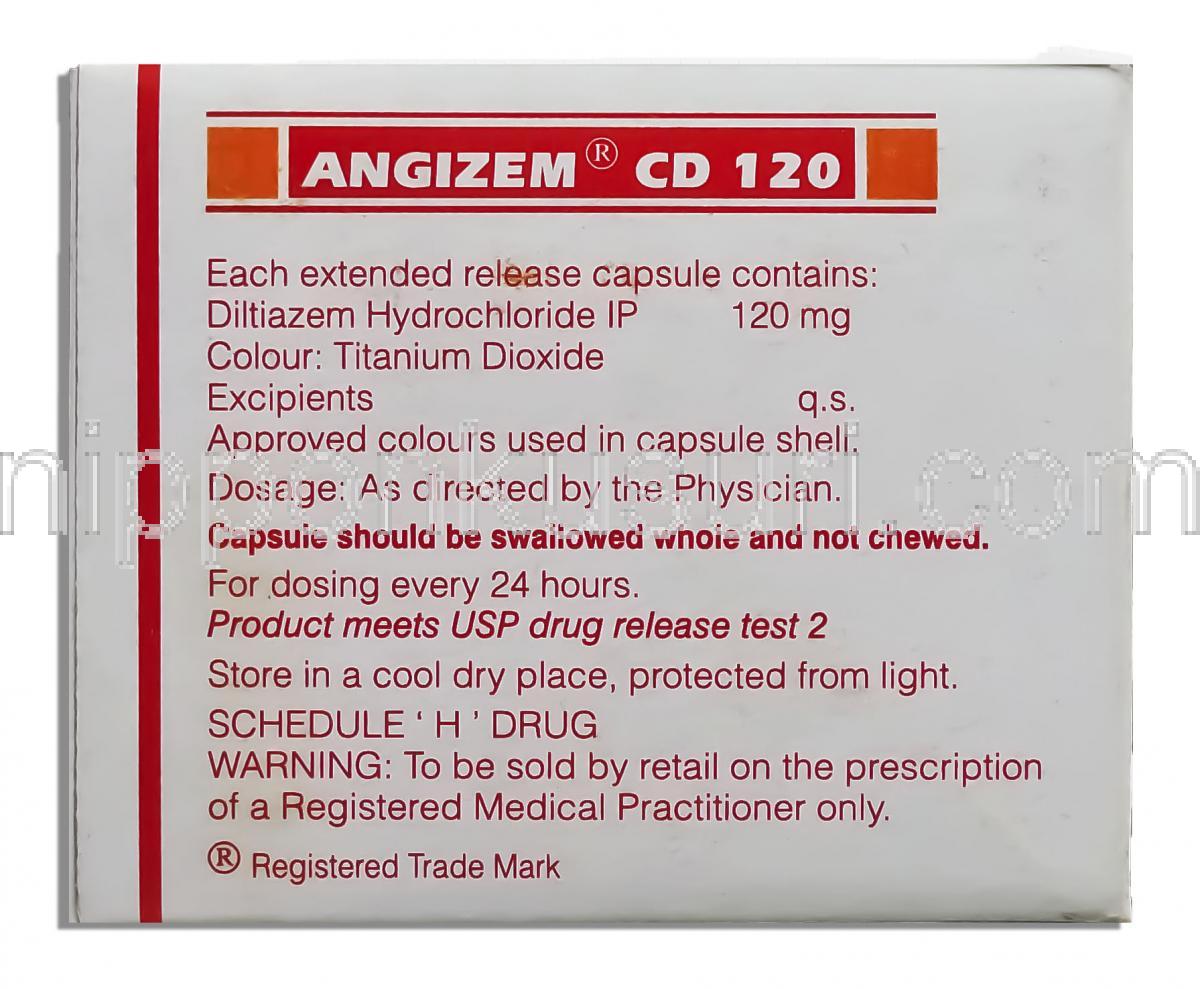 ANGIZEM® CD 120
Each extended release capsule contains:
Diltiazem Hydrochloride IP 120 mg
Colour: Titanium Dioxide
Excipients q.s.
Approved colours used in capsule shell.
nipponkusuri.com
Dosage: As directed by the Physician.
Capsule should be swallowed whole and not chewed.
For dosing every 24 hours.
Product meets USP drug release test 2
Store in a cool dry place, protected from light.
SCHEDULE ‘ H ’ DRUG
WARNING: To be sold by retail on the prescription
of a Registered Medical Practitioner only.
® Registered Trade Mark